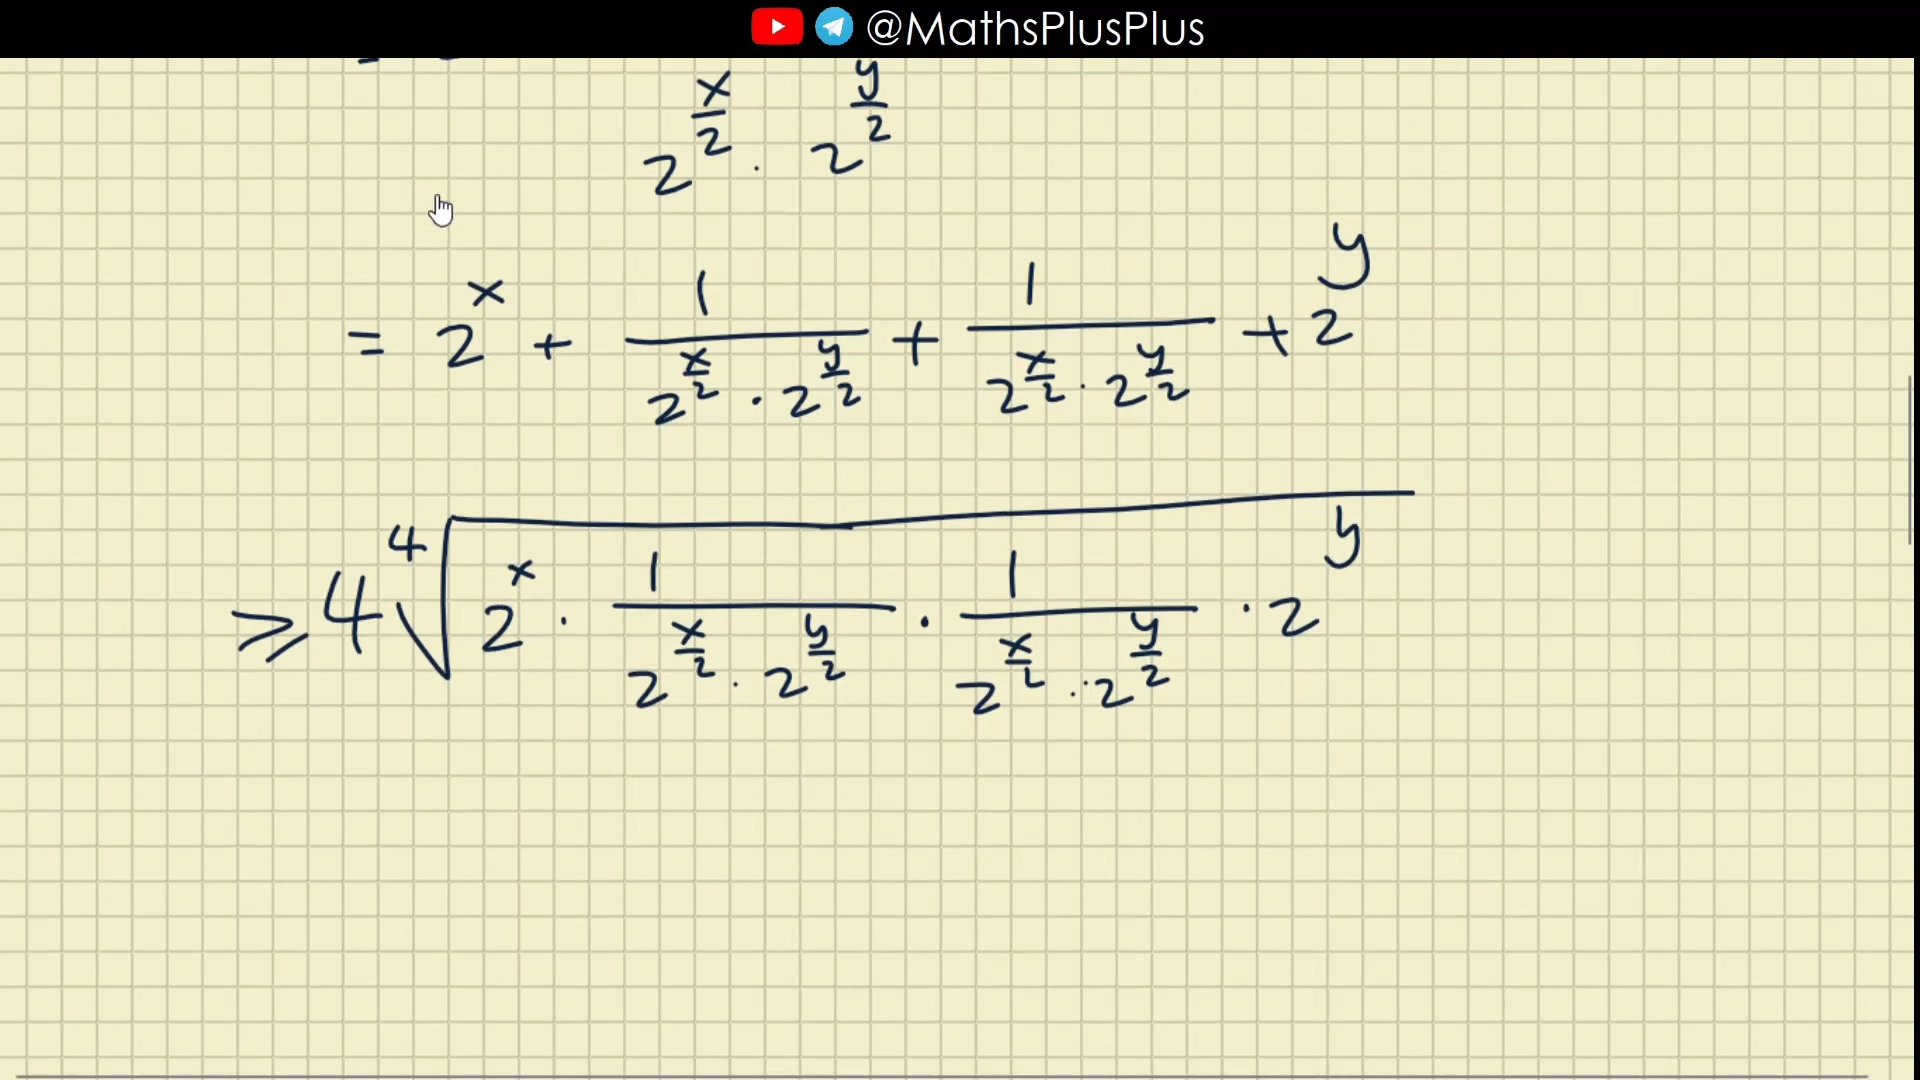 @MathsPlusPlus
2^{x/2} · 2^{y/2}
= 2^x + 1/(2^{x/2} · 2^{y/2}) + 1/(2^{x/2} · 2^{y/2}) + 2^y
⩾ 4 ∜(2^x · 1/(2^{x/2} · 2^{y/2}) · 1/(2^{x/2} · 2^{y/2}) · 2^y)